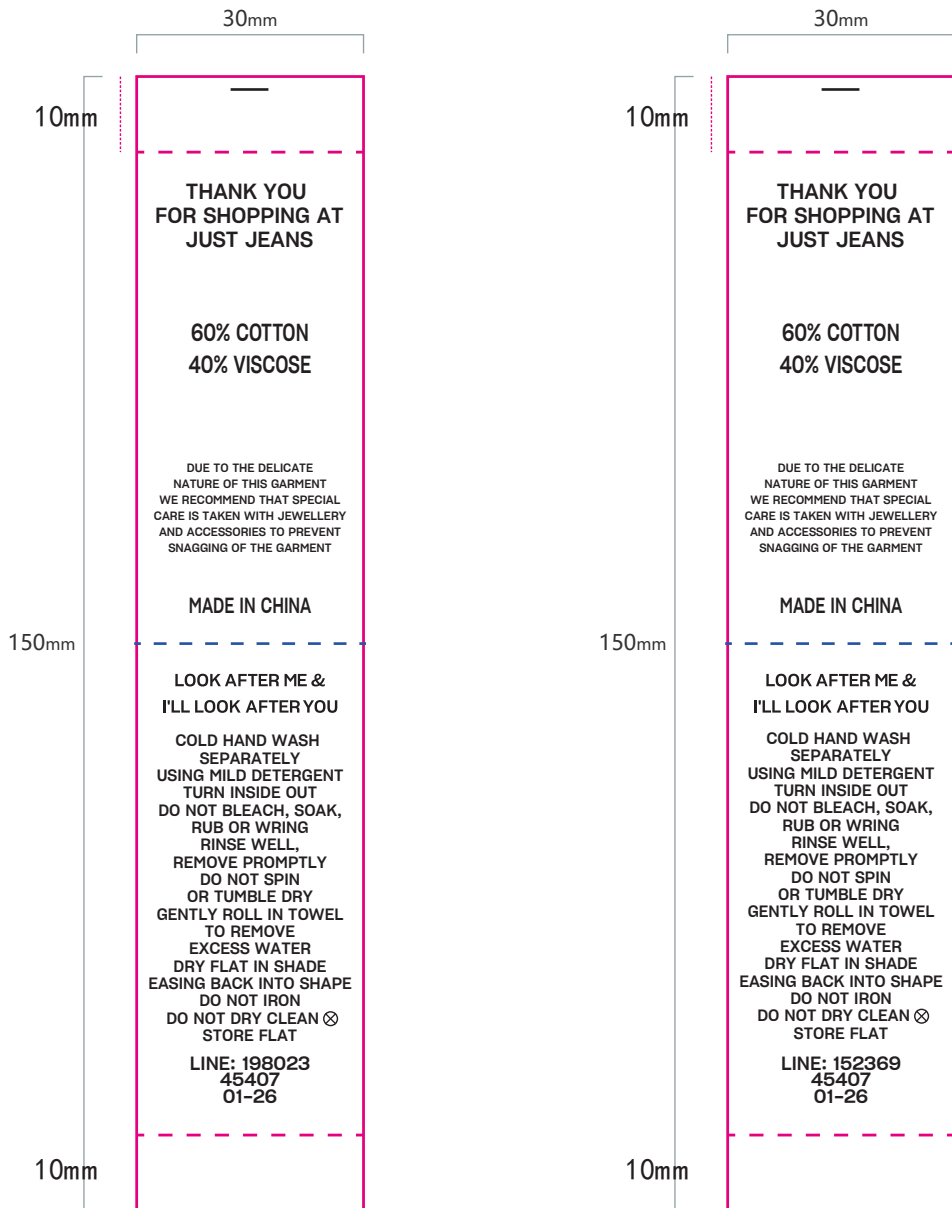 30mm
10mm
THANK YOU
FOR SHOPPING AT
JUST JEANS
60% COTTON
40% VISCOSE
DUE TO THE DELICATE
NATURE OF THIS GARMENT
WE RECOMMEND THAT SPECIAL
CARE IS TAKEN WITH JEWELLERY
AND ACCESSORIES TO PREVENT
SNAGGING OF THE GARMENT
MADE IN CHINA
150mm
LOOK AFTER ME &
I'LL LOOK AFTER YOU
COLD HAND WASH
SEPARATELY
USING MILD DETERGENT
TURN INSIDE OUT
DO NOT BLEACH, SOAK,
RUB OR WRING
RINSE WELL,
REMOVE PROMPTLY
DO NOT SPIN
OR TUMBLE DRY
GENTLY ROLL IN TOWEL
TO REMOVE
EXCESS WATER
DRY FLAT IN SHADE
EASING BACK INTO SHAPE
DO NOT IRON
DO NOT DRY CLEAN ⊗
STORE FLAT
LINE: 198023
45407
01-26
10mm
30mm
10mm
THANK YOU
FOR SHOPPING AT
JUST JEANS
60% COTTON
40% VISCOSE
DUE TO THE DELICATE
NATURE OF THIS GARMENT
WE RECOMMEND THAT SPECIAL
CARE IS TAKEN WITH JEWELLERY
AND ACCESSORIES TO PREVENT
SNAGGING OF THE GARMENT
MADE IN CHINA
150mm
LOOK AFTER ME &
I'LL LOOK AFTER YOU
COLD HAND WASH
SEPARATELY
USING MILD DETERGENT
TURN INSIDE OUT
DO NOT BLEACH, SOAK,
RUB OR WRING
RINSE WELL,
REMOVE PROMPTLY
DO NOT SPIN
OR TUMBLE DRY
GENTLY ROLL IN TOWEL
TO REMOVE
EXCESS WATER
DRY FLAT IN SHADE
EASING BACK INTO SHAPE
DO NOT IRON
DO NOT DRY CLEAN ⊗
STORE FLAT
LINE: 152369
45407
01-26
10mm